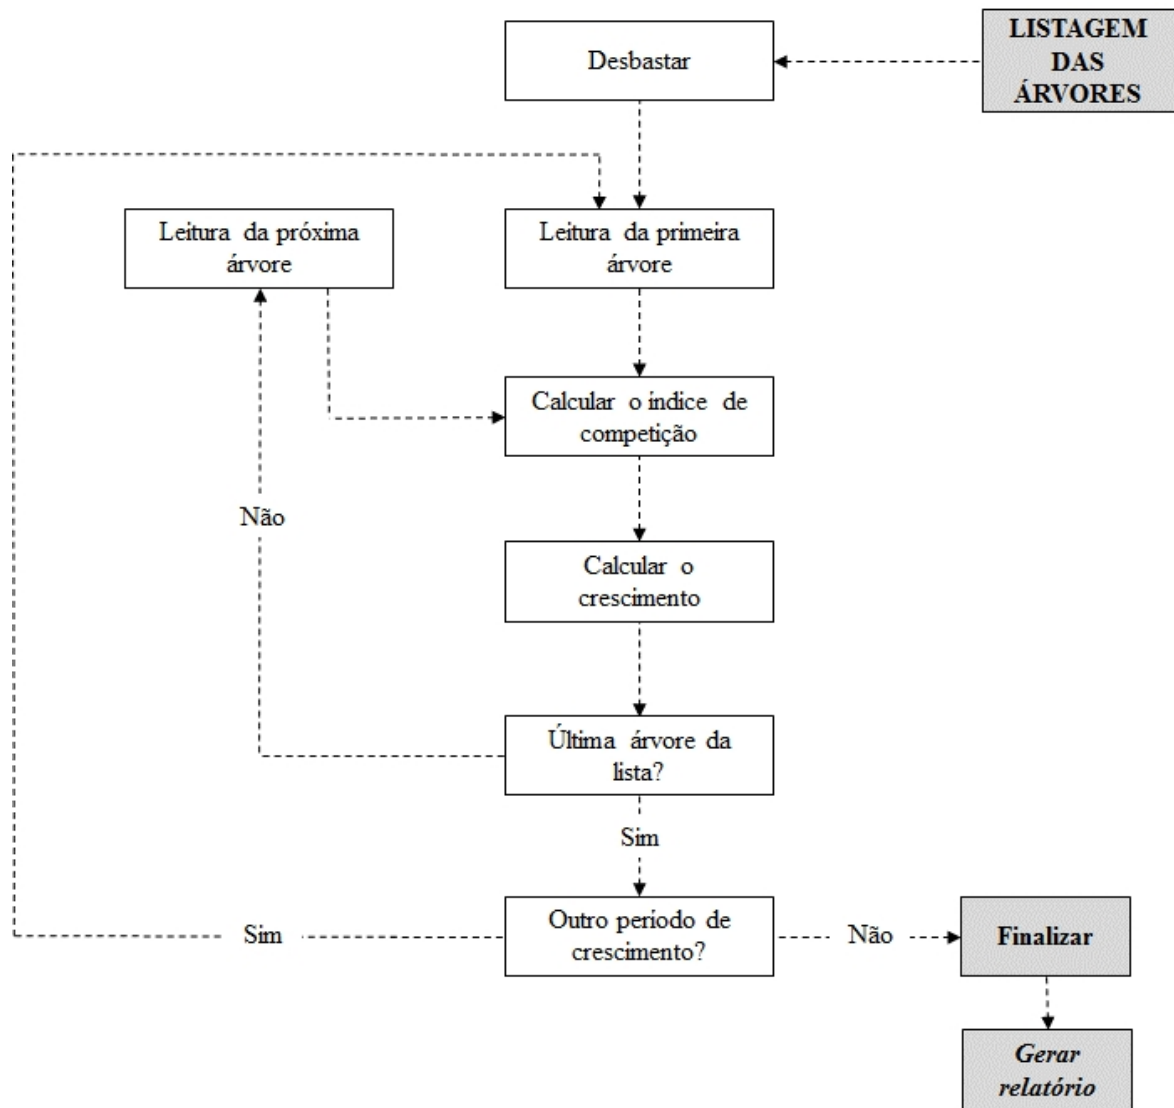 Desbastar
LISTAGEM
DAS
ÁRVORES
Leitura da próxima
árvore
Leitura da primeira
árvore
Calcular o índice de
competição
Não
Calcular o
crescimento
Última árvore da
lista?
Sim
Sim
Outro período de
crescimento?
Não
Finalizar
Gerar
relatório